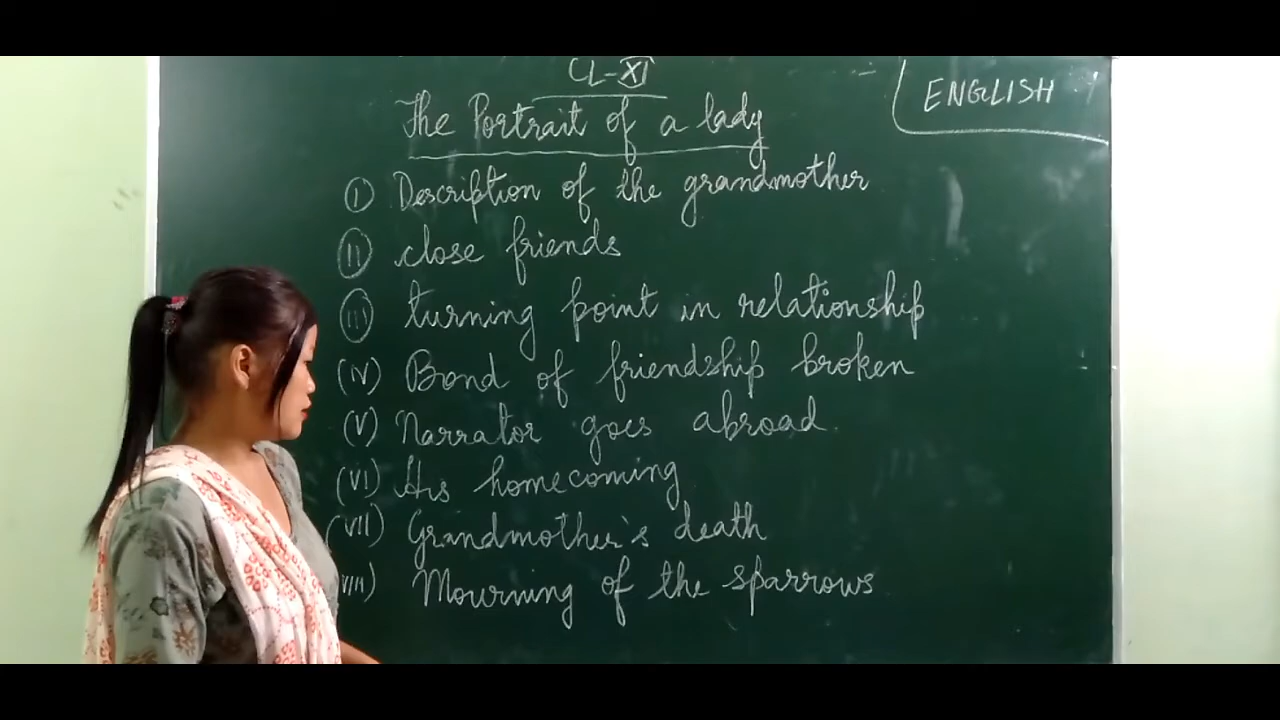 CL-XI
ENGLISH
The Portrait of a lady
(I) Description of the grandmother
(II) close friends
(III) turning point in relationship
(IV) Bond of friendship broken
(V) Narrator goes abroad
(VI) His homecoming
(VII) Grandmother's death
VIII) Mourning of the sparrows